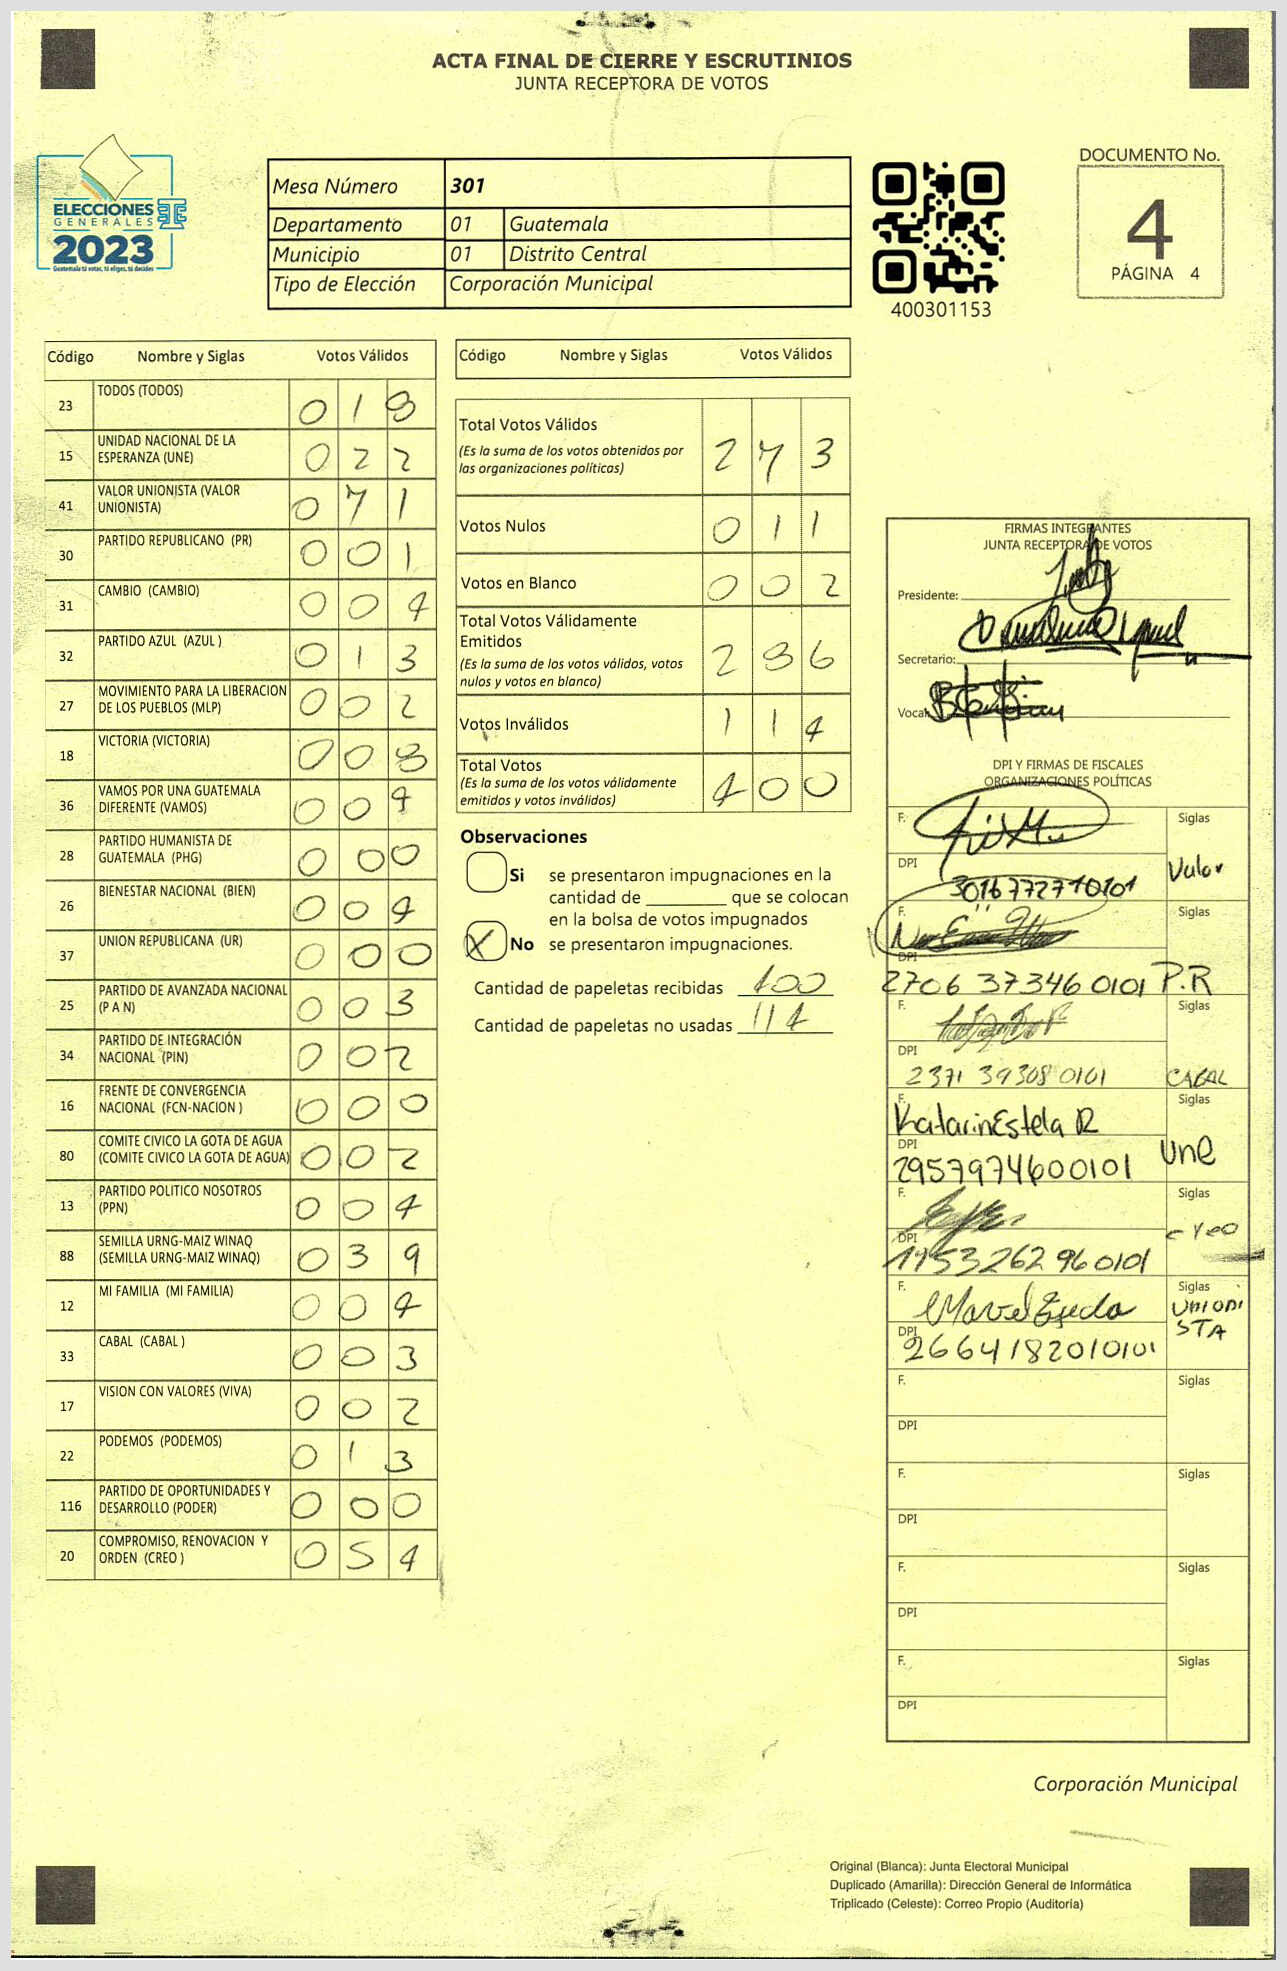 ACTA FINAL DE CIERRE Y ESCRUTINIOS
JUNTA RECEPTORA DE VOTOS
ELECCIONES
GENERALES
2023
Guatemala tú votas, tú eliges, tú decides
Mesa Número 301
Departamento 01 Guatemala
Municipio 01 Distrito Central
Tipo de Elección Corporación Municipal
400301153
DOCUMENTO No.
4
PÁGINA 4
Código Nombre y Siglas Votos Válidos
23 TODOS (TODOS) 0 1 8
15 UNIDAD NACIONAL DE LA
ESPERANZA (UNE) 0 2 2
41 VALOR UNIONISTA (VALOR
UNIONISTA) 0 7 1
30 PARTIDO REPUBLICANO (PR) 0 0 1
31 CAMBIO (CAMBIO) 0 0 4
32 PARTIDO AZUL (AZUL ) 0 1 3
27 MOVIMIENTO PARA LA LIBERACION
DE LOS PUEBLOS (MLP) 0 0 2
18 VICTORIA (VICTORIA) 0 0 8
36 VAMOS POR UNA GUATEMALA
DIFERENTE (VAMOS) 0 0 4
28 PARTIDO HUMANISTA DE
GUATEMALA (PHG) 0 0 0
26 BIENESTAR NACIONAL (BIEN) 0 0 4
37 UNION REPUBLICANA (UR) 0 0 0
25 PARTIDO DE AVANZADA NACIONAL
(P A N) 0 0 3
34 PARTIDO DE INTEGRACIÓN
NACIONAL (PIN) 0 0 2
16 FRENTE DE CONVERGENCIA
NACIONAL (FCN-NACION ) 0 0 0
80 COMITE CIVICO LA GOTA DE AGUA
(COMITE CIVICO LA GOTA DE AGUA) 0 0 2
13 PARTIDO POLITICO NOSOTROS
(PPN) 0 0 4
88 SEMILLA URNG-MAIZ WINAQ
(SEMILLA URNG-MAIZ WINAQ) 0 3 9
12 MI FAMILIA (MI FAMILIA) 0 0 4
33 CABAL (CABAL ) 0 0 3
17 VISION CON VALORES (VIVA) 0 0 2
22 PODEMOS (PODEMOS) 0 1 3
116 PARTIDO DE OPORTUNIDADES Y
DESARROLLO (PODER) 0 0 0
20 COMPROMISO, RENOVACION Y
ORDEN (CREO ) 0 5 4
Código Nombre y Siglas Votos Válidos
Total Votos Válidos
(Es la suma de los votos obtenidos por
las organizaciones políticas) 2 7 3
Votos Nulos 0 1 1
Votos en Blanco 0 0 2
Total Votos Válidamente
Emitidos
(Es la suma de los votos válidos, votos
nulos y votos en blanco) 2 8 6
Votos Inválidos 1 1 4
Total Votos
(Es la suma de los votos válidamente
emitidos y votos inválidos) 4 0 0
Observaciones
Si se presentaron impugnaciones en la
cantidad de que se colocan
en la bolsa de votos impugnados
X No se presentaron impugnaciones.
Cantidad de papeletas recibidas 400
Cantidad de papeletas no usadas 114
FIRMAS INTEGRANTES
JUNTA RECEPTORA DE VOTOS
Presidente:
Secretario:
Vocal
DPI Y FIRMAS DE FISCALES
ORGANIZACIONES POLÍTICAS
F. Siglas
Valor
DPI
F. Siglas
DPI
2706 37346 0101 P.R
F. Siglas
DPI
2371 39308 0101 CABAL
F. Siglas
KatarinEstela R
DPI
2957974600101 Une
F. Siglas
DPI
F. Siglas
UNIONI
STA
DPI
2664182010101
F. Siglas
DPI
F. Siglas
DPI
F. Siglas
DPI
F. Siglas
DPI
Corporación Municipal
Original (Blanca): Junta Electoral Municipal
Duplicado (Amarilla): Dirección General de Informática
Triplicado (Celeste): Correo Propio (Auditoría)